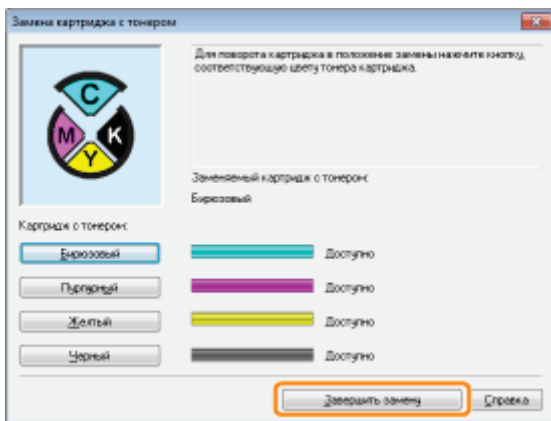 Замена картриджа с тонером
Для поворота картриджа в положение замены нажмите кнопку,
соответствующую цвету тонера картриджа.
C
M
K
Y
Заменяемый картридж с тонером:
Бирюзовый
Картридж с тонером:
Бирюзовый
Доступно
Пурпурный
Доступно
Желтый
Доступно
Черный
Доступно
Завершить замену
Справка